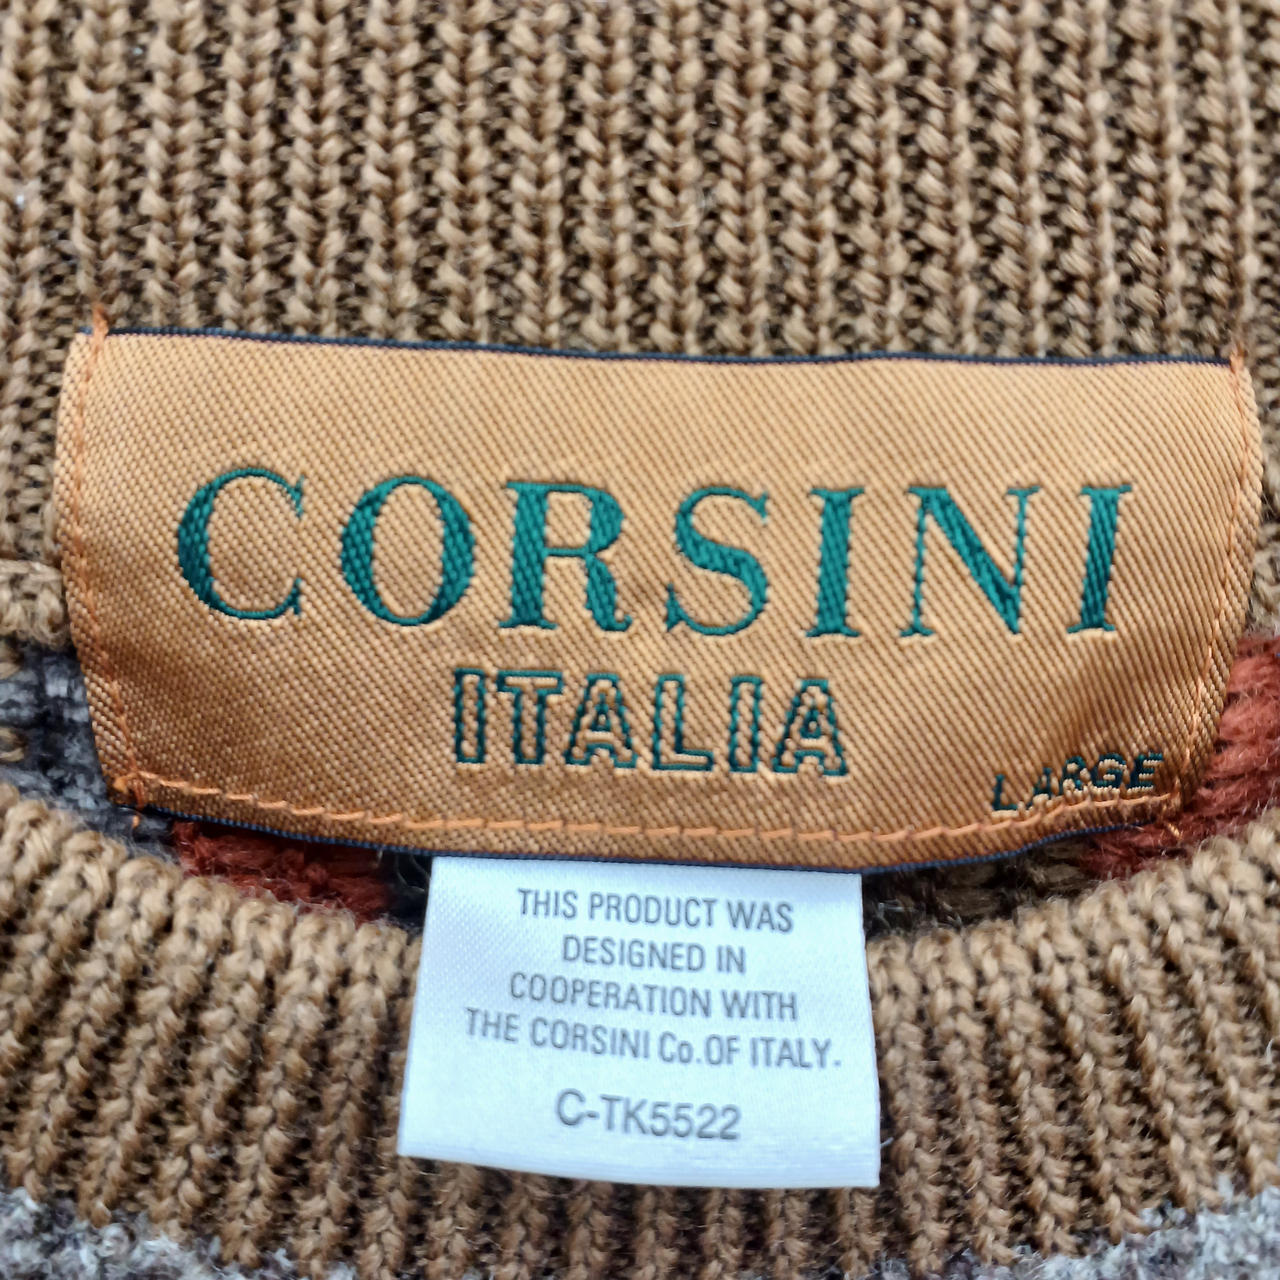 CORSINI
ITALIA
LARGE
THIS PRODUCT WAS
DESIGNED IN
COOPERATION WITH
THE CORSINI Co.OF ITALY.
C-TK5522